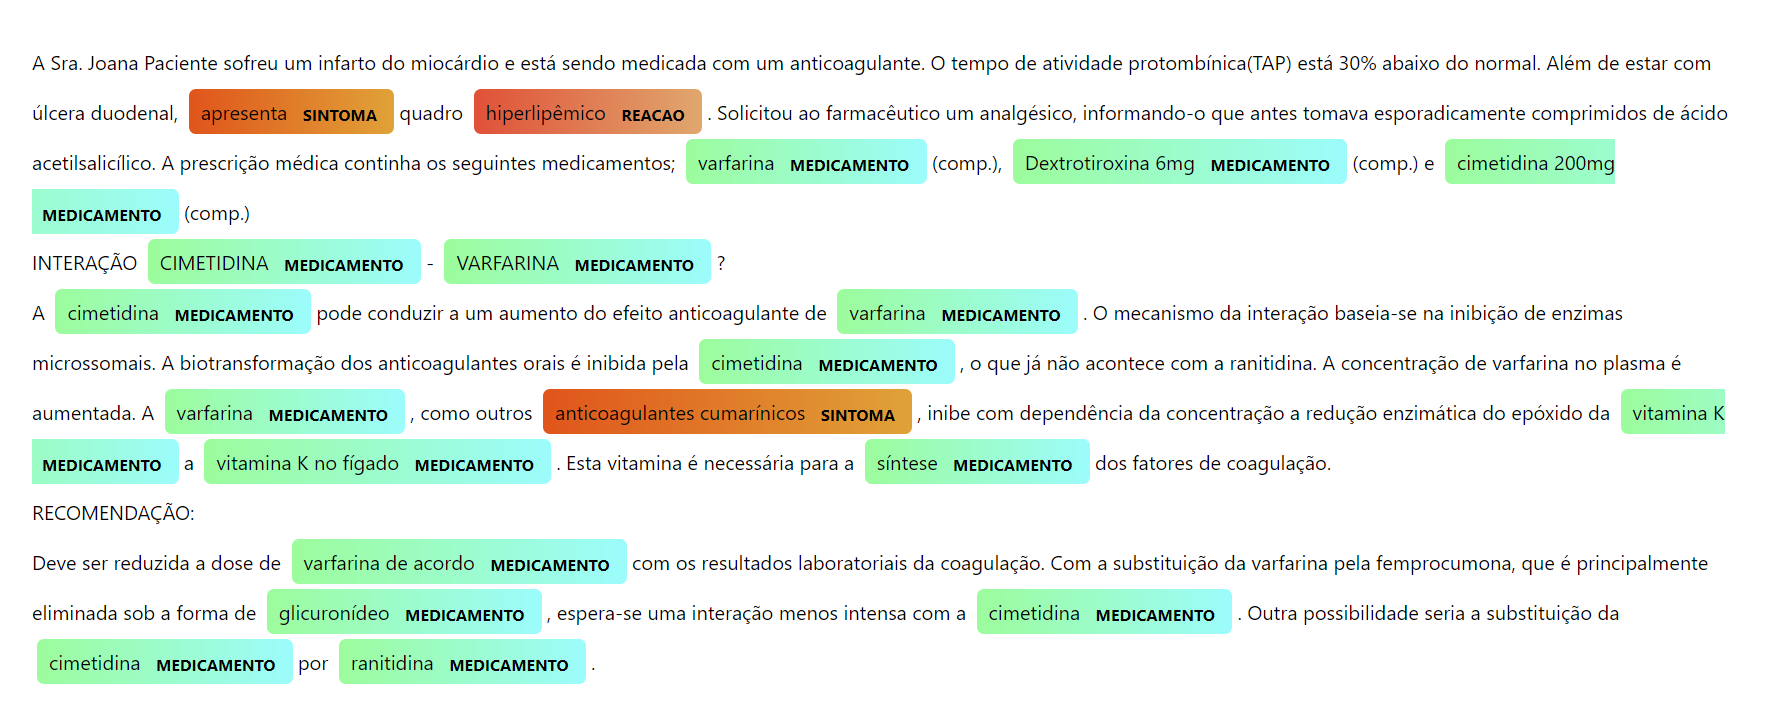 A Sra. Joana Paciente sofreu um infarto do miocárdio e está sendo medicada com um anticoagulante. O tempo de atividade protombínica(TAP) está 30% abaixo do normal. Além de estar com
úlcera duodenal, apresenta SINTOMA quadro hiperlipêmico REACAO . Solicitou ao farmacêutico um analgésico, informando-o que antes tomava esporadicamente comprimidos de ácido
acetilsalicílico. A prescrição médica continha os seguintes medicamentos; varfarina MEDICAMENTO (comp.), Dextrotiroxina 6mg MEDICAMENTO (comp.) e cimetidina 200mg
MEDICAMENTO (comp.)
INTERAÇÃO CIMETIDINA MEDICAMENTO - VARFARINA MEDICAMENTO ?
A cimetidina MEDICAMENTO pode conduzir a um aumento do efeito anticoagulante de varfarina MEDICAMENTO . O mecanismo da interação baseia-se na inibição de enzimas
microssomais. A biotransformação dos anticoagulantes orais é inibida pela cimetidina MEDICAMENTO , o que já não acontece com a ranitidina. A concentração de varfarina no plasma é
aumentada. A varfarina MEDICAMENTO , como outros anticoagulantes cumarínicos SINTOMA , inibe com dependência da concentração a redução enzimática do epóxido da vitamina K
MEDICAMENTO a vitamina K no fígado MEDICAMENTO . Esta vitamina é necessária para a síntese MEDICAMENTO dos fatores de coagulação.
RECOMENDAÇÃO:
Deve ser reduzida a dose de varfarina de acordo MEDICAMENTO com os resultados laboratoriais da coagulação. Com a substituição da varfarina pela femprocumona, que é principalmente
eliminada sob a forma de glicuronídeo MEDICAMENTO , espera-se uma interação menos intensa com a cimetidina MEDICAMENTO . Outra possibilidade seria a substituição da
cimetidina MEDICAMENTO por ranitidina MEDICAMENTO .